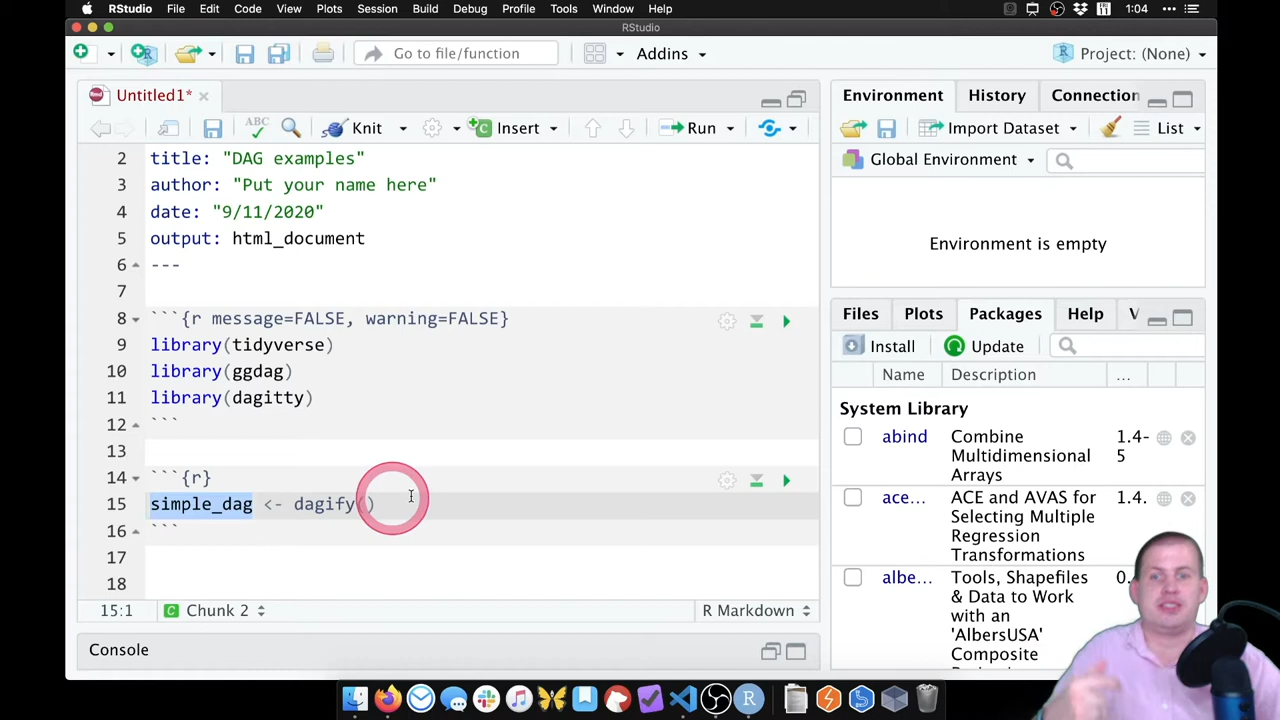 RStudio File Edit Code View Plots Session Build Debug Profile Tools Window Help 11 1:04
RStudio
Go to file/function Addins Project: (None)
Untitled1*
ABC Knit Insert Run
2 title: "DAG examples"
3 author: "Put your name here"
4 date: "9/11/2020"
5 output: html_document
6 ---
7
8 ```{r message=FALSE, warning=FALSE}
9 library(tidyverse)
10 library(ggdag)
11 library(dagitty)
12 ```
13
14 ```{r}
15 simple_dag <- dagify()
16 ```
17
18
15:1 C Chunk 2 R Markdown
Console
Environment History Connection
Import Dataset List
Global Environment
Environment is empty
Files Plots Packages Help V
Install Update
Name Description ...
System Library
abind Combine Multidimensional Arrays 1.4-5
ace... ACE and AVAS for Selecting Multiple Regression Transformations 1.4.
albe... Tools, Shapefiles & Data to Work with an 'AlbersUSA' Composite 0.